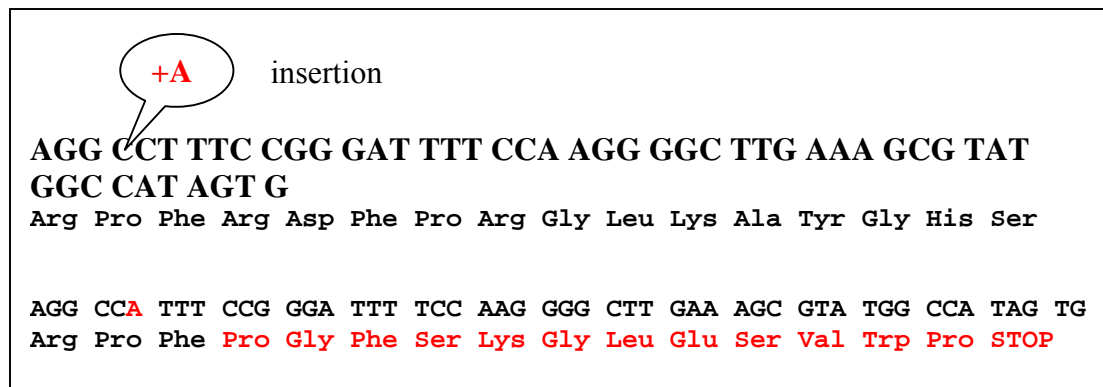 +A insertion
AGG CCT TTC CGG GAT TTT CCA AGG GGC TTG AAA GCG TAT
GGC CAT AGT G
Arg Pro Phe Arg Asp Phe Pro Arg Gly Leu Lys Ala Tyr Gly His Ser
AGG CCA TTT CCG GGA TTT TCC AAG GGG CTT GAA AGC GTA TGG CCA TAG TG
Arg Pro Phe Pro Gly Phe Ser Lys Gly Leu Glu Ser Val Trp Pro STOP